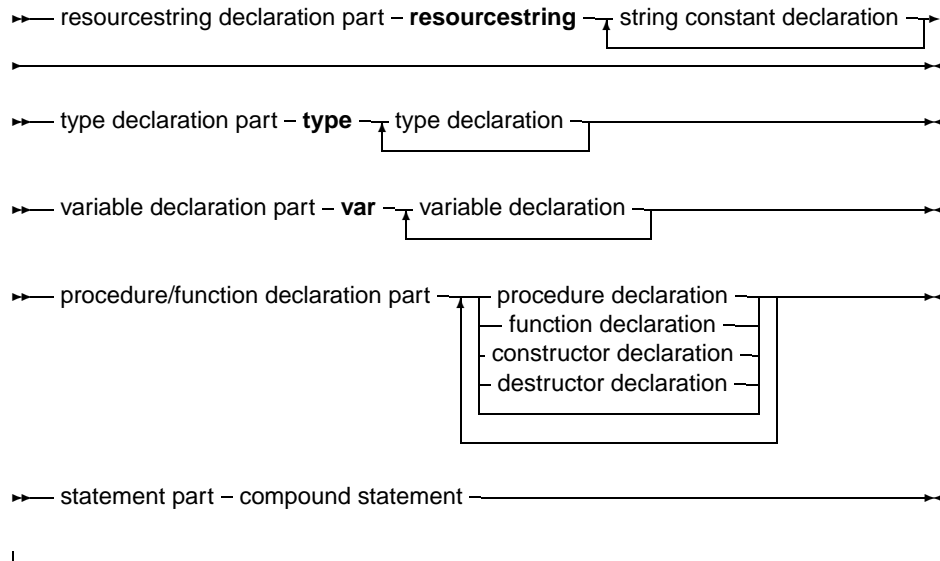 resourcestring declaration part resourcestring string constant declaration
type declaration part type type declaration
variable declaration part var variable declaration
procedure/function declaration part procedure declaration
function declaration
constructor declaration
destructor declaration
statement part compound statement